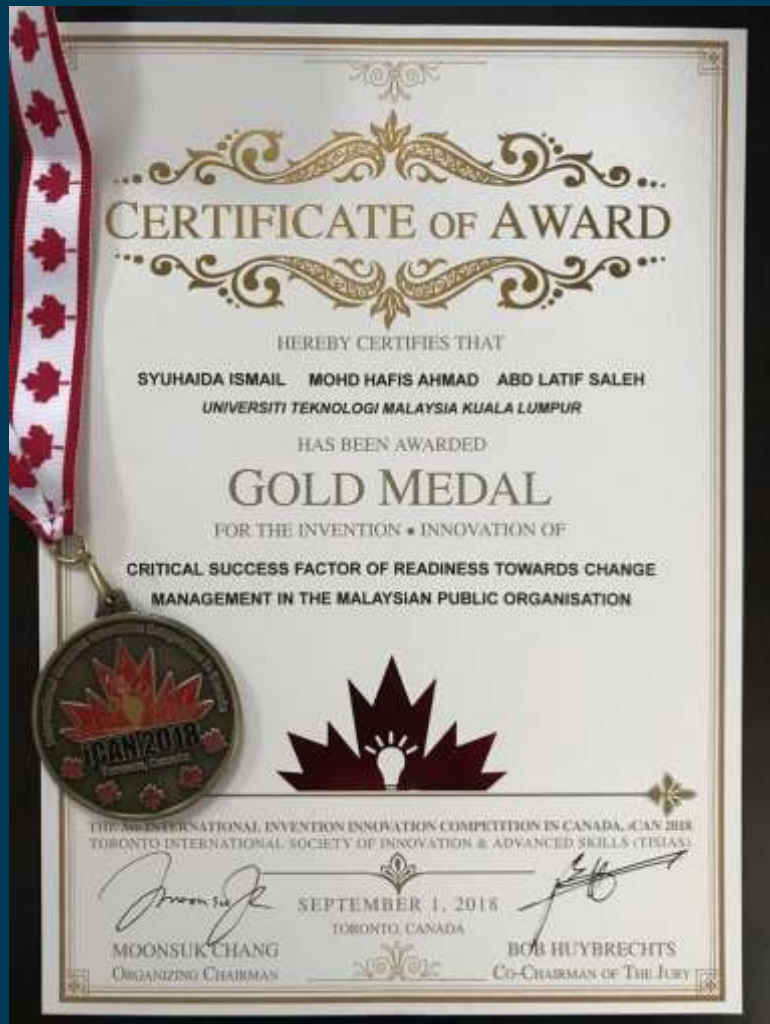 CERTIFICATE OF AWARD
HEREBY CERTIFIES THAT
SYUHAIDA ISMAIL MOHD HAFIS AHMAD ABD LATIF SALEH
UNIVERSITI TEKNOLOGI MALAYSIA KUALA LUMPUR
HAS BEEN AWARDED
GOLD MEDAL
FOR THE INVENTION • INNOVATION OF
CRITICAL SUCCESS FACTOR OF READINESS TOWARDS CHANGE
MANAGEMENT IN THE MALAYSIAN PUBLIC ORGANISATION
iCAN 2018
THE INTERNATIONAL INVENTION INNOVATION COMPETITION IN CANADA, iCAN 2018
TORONTO INTERNATIONAL SOCIETY OF INNOVATION & ADVANCED SKILLS (TISIAS)
SEPTEMBER 1, 2018
TORONTO, CANADA
MOONSUK CHANG
ORGANIZING CHAIRMAN
BOB HUYBRECHTS
CO-CHAIRMAN OF THE JURY